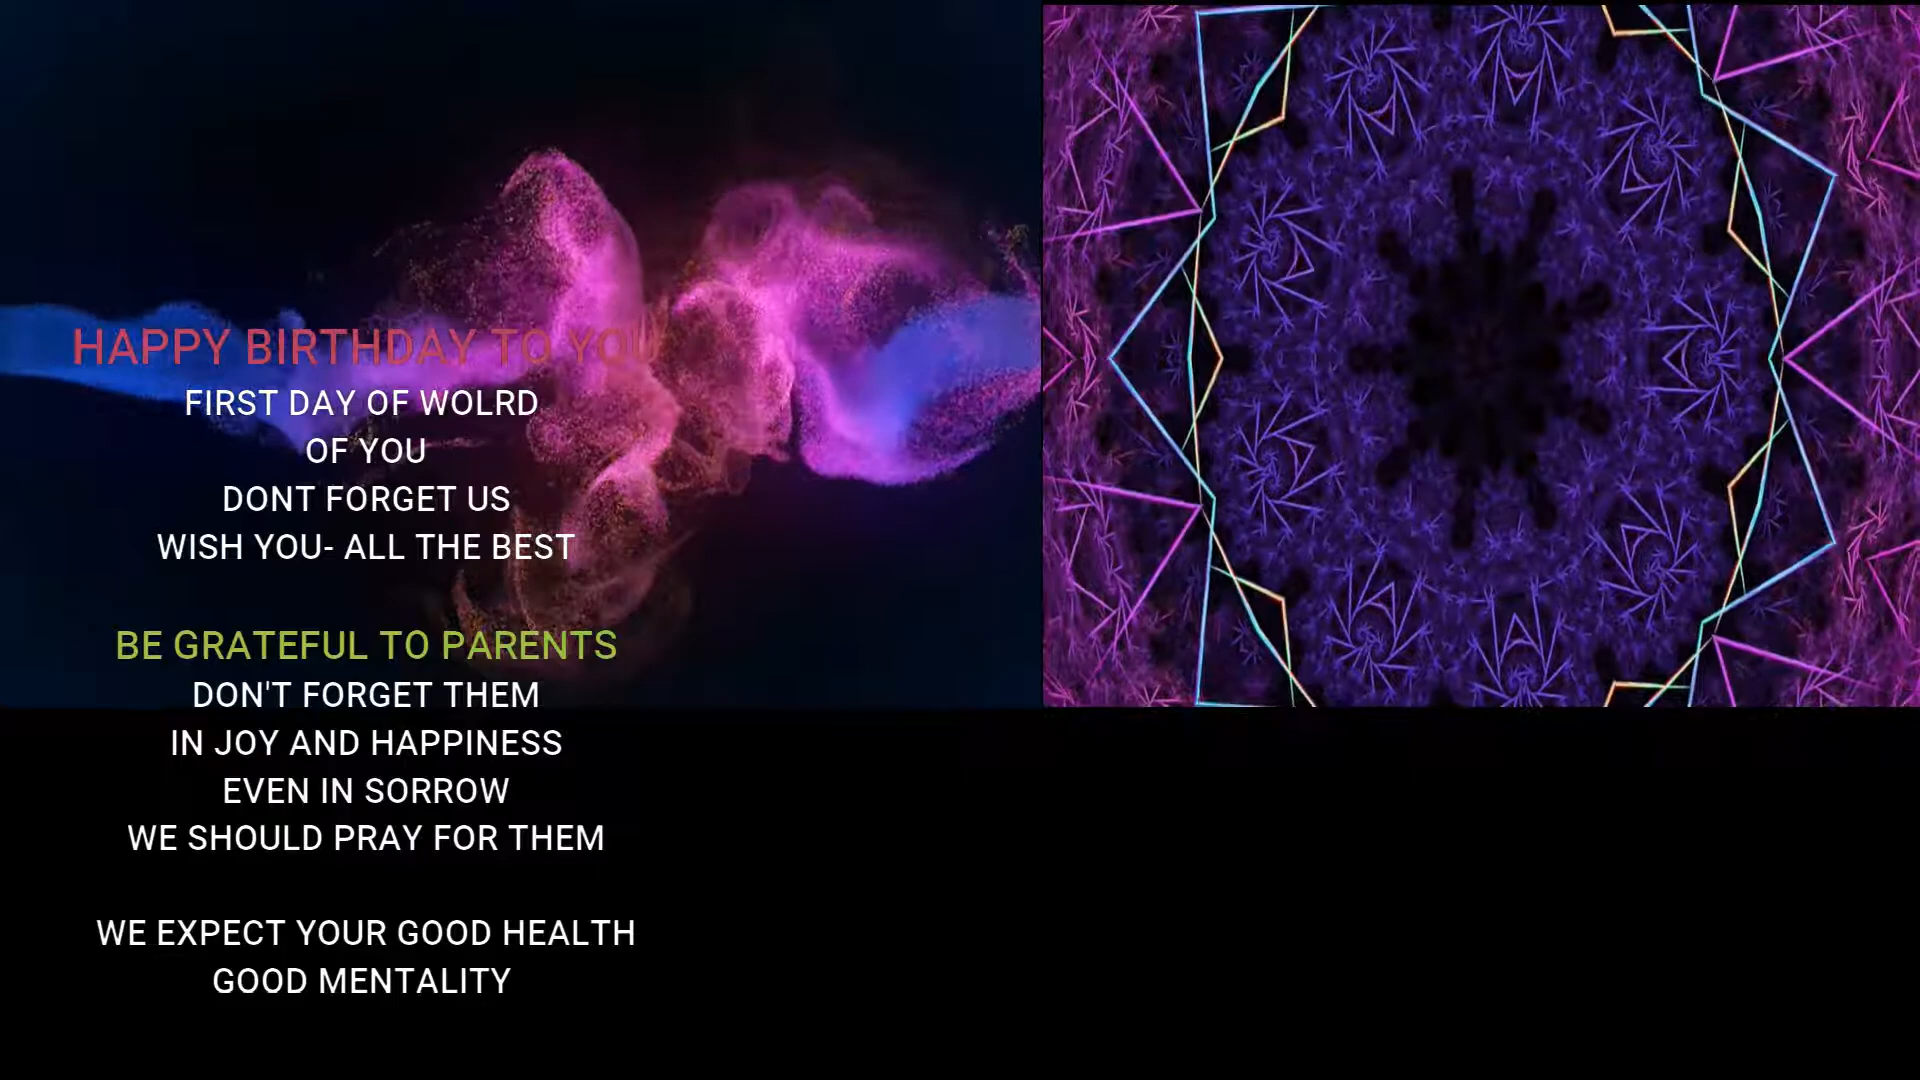 HAPPY BIRTHDAY TO YOU
FIRST DAY OF WOLRD
OF YOU
DONT FORGET US
WISH YOU- ALL THE BEST
BE GRATEFUL TO PARENTS
DON'T FORGET THEM
IN JOY AND HAPPINESS
EVEN IN SORROW
WE SHOULD PRAY FOR THEM
WE EXPECT YOUR GOOD HEALTH
GOOD MENTALITY